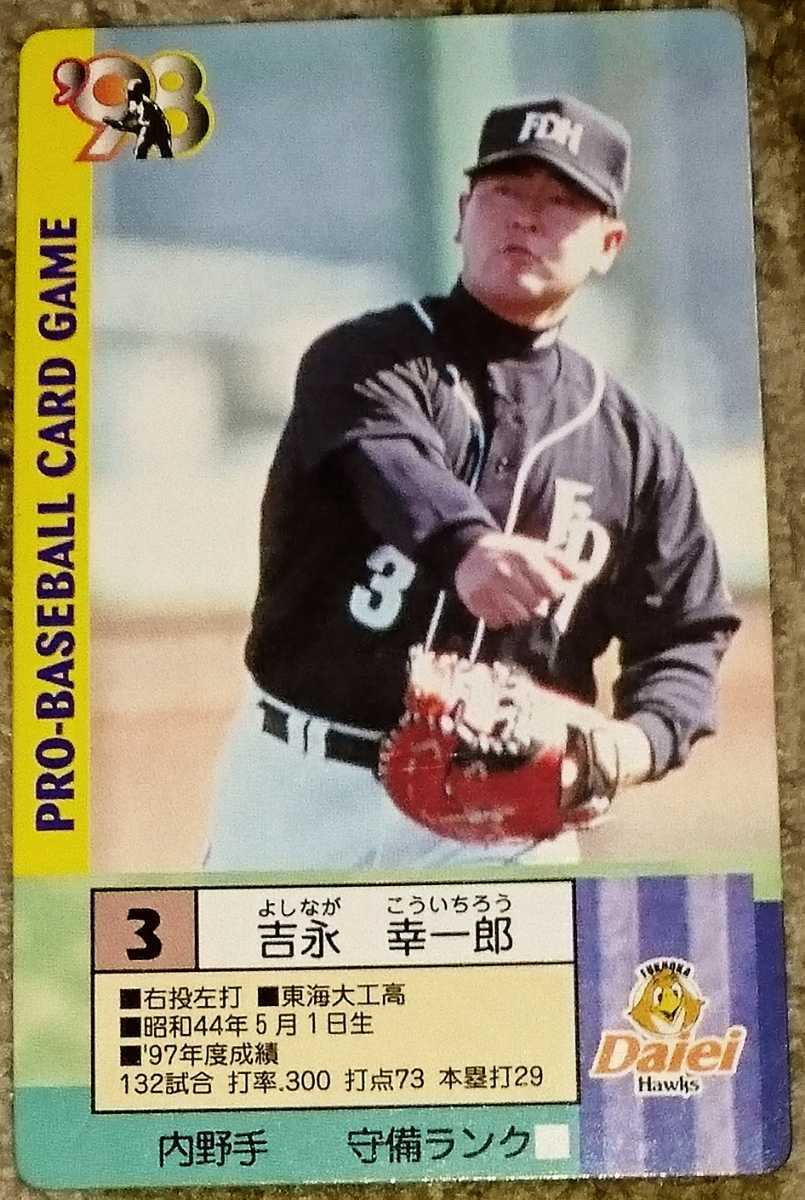 '98
PRO-BASEBALL CARD GAME
FDH
FD
3
3
よしなが こういちろう
吉永 幸一郎
■右投左打 ■東海大工高
■昭和44年5月1日生
■'97年度成績
132試合 打率.300 打点73 本塁打29
FUKUOKA
Daiei
Hawks
内野手 守備ランク